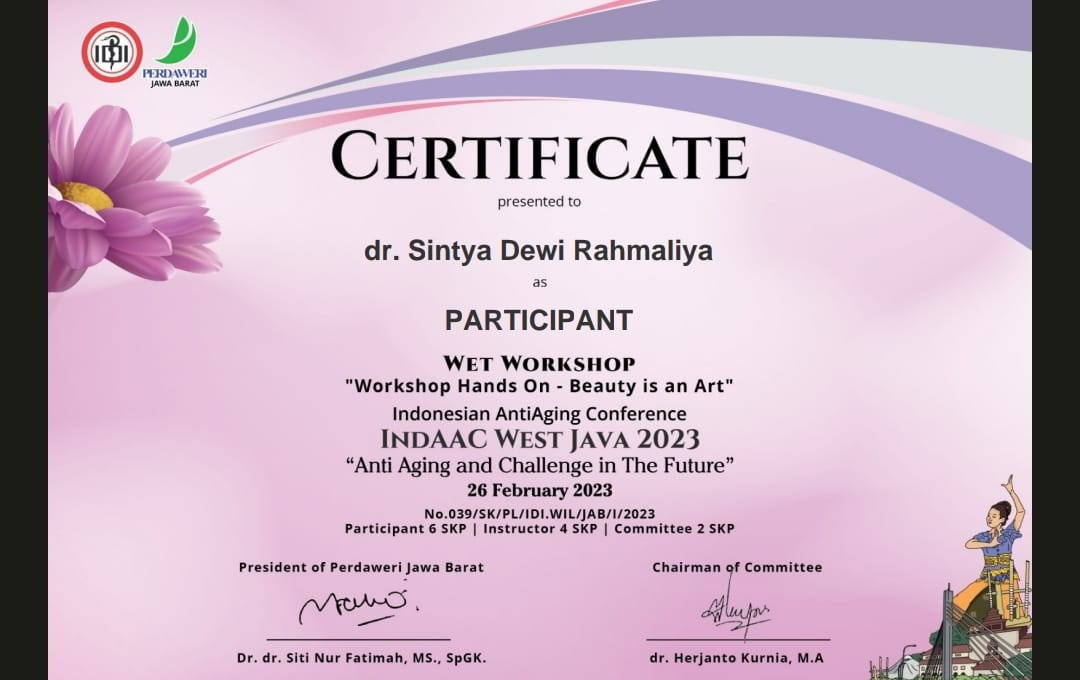 IDI
PERDAWERI
JAWA BARAT
CERTIFICATE
presented to
dr. Sintya Dewi Rahmaliya
as
PARTICIPANT
WET WORKSHOP
"Workshop Hands On - Beauty is an Art"
Indonesian AntiAging Conference
INDAAC WEST JAVA 2023
“Anti Aging and Challenge in The Future”
26 February 2023
No.039/SK/PL/IDI.WIL/JAB/I/2023
Participant 6 SKP | Instructor 4 SKP | Committee 2 SKP
President of Perdaweri Jawa Barat
Chairman of Committee
Dr. dr. Siti Nur Fatimah, MS., SpGK.
dr. Herjanto Kurnia, M.A